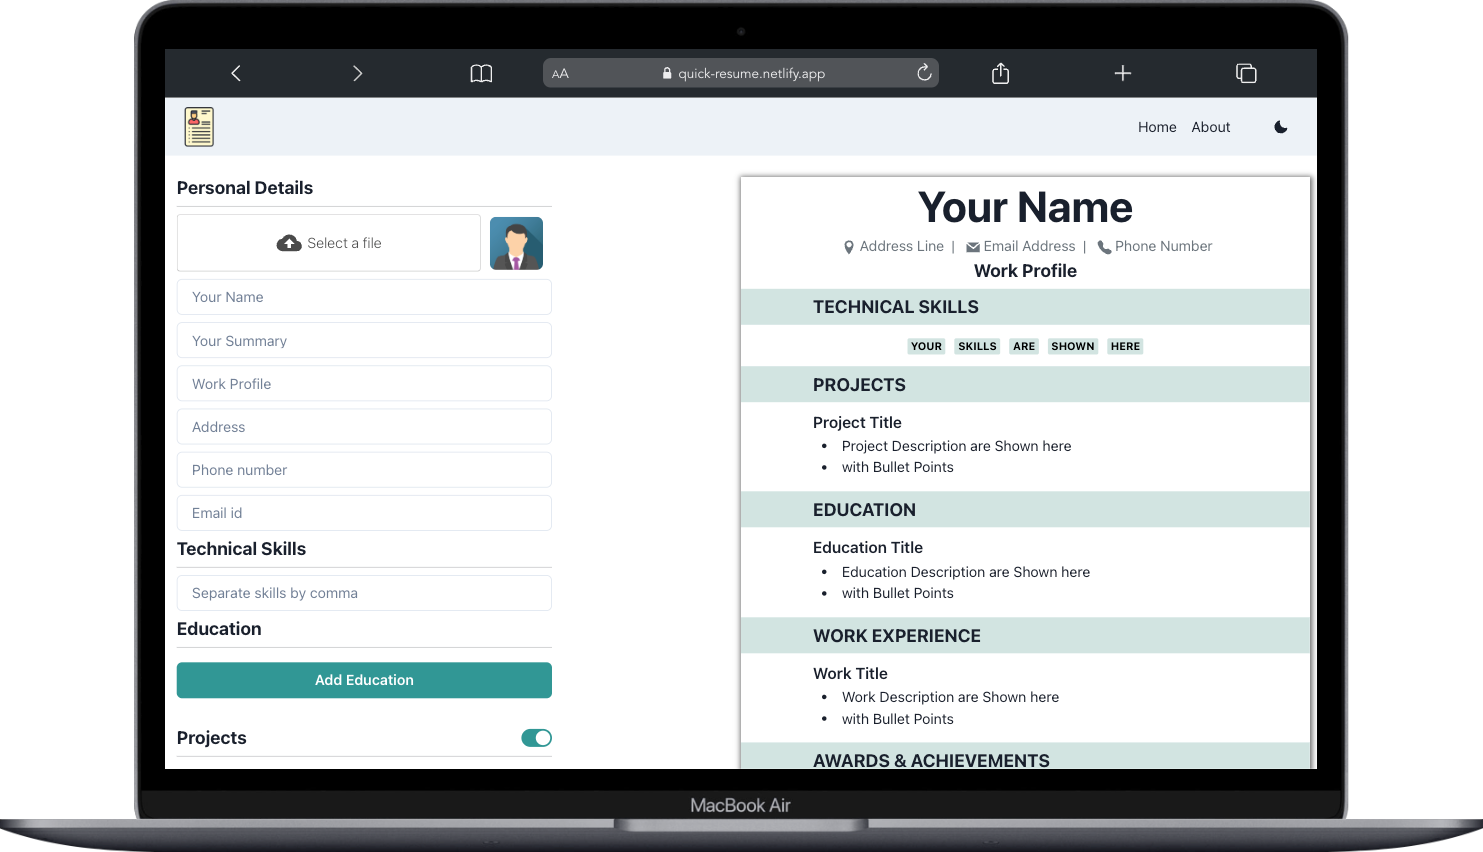 AA quick-resume.netlify.app
Home About
Personal Details
Select a file
Your Name
Your Summary
Work Profile
Address
Phone number
Email id
Technical Skills
Separate skills by comma
Education
Add Education
Projects
Your Name
Address Line | Email Address | Phone Number
Work Profile
TECHNICAL SKILLS
YOUR SKILLS ARE SHOWN HERE
PROJECTS
Project Title
• Project Description are Shown here
• with Bullet Points
EDUCATION
Education Title
• Education Description are Shown here
• with Bullet Points
WORK EXPERIENCE
Work Title
• Work Description are Shown here
• with Bullet Points
AWARDS & ACHIEVEMENTS
MacBook Air